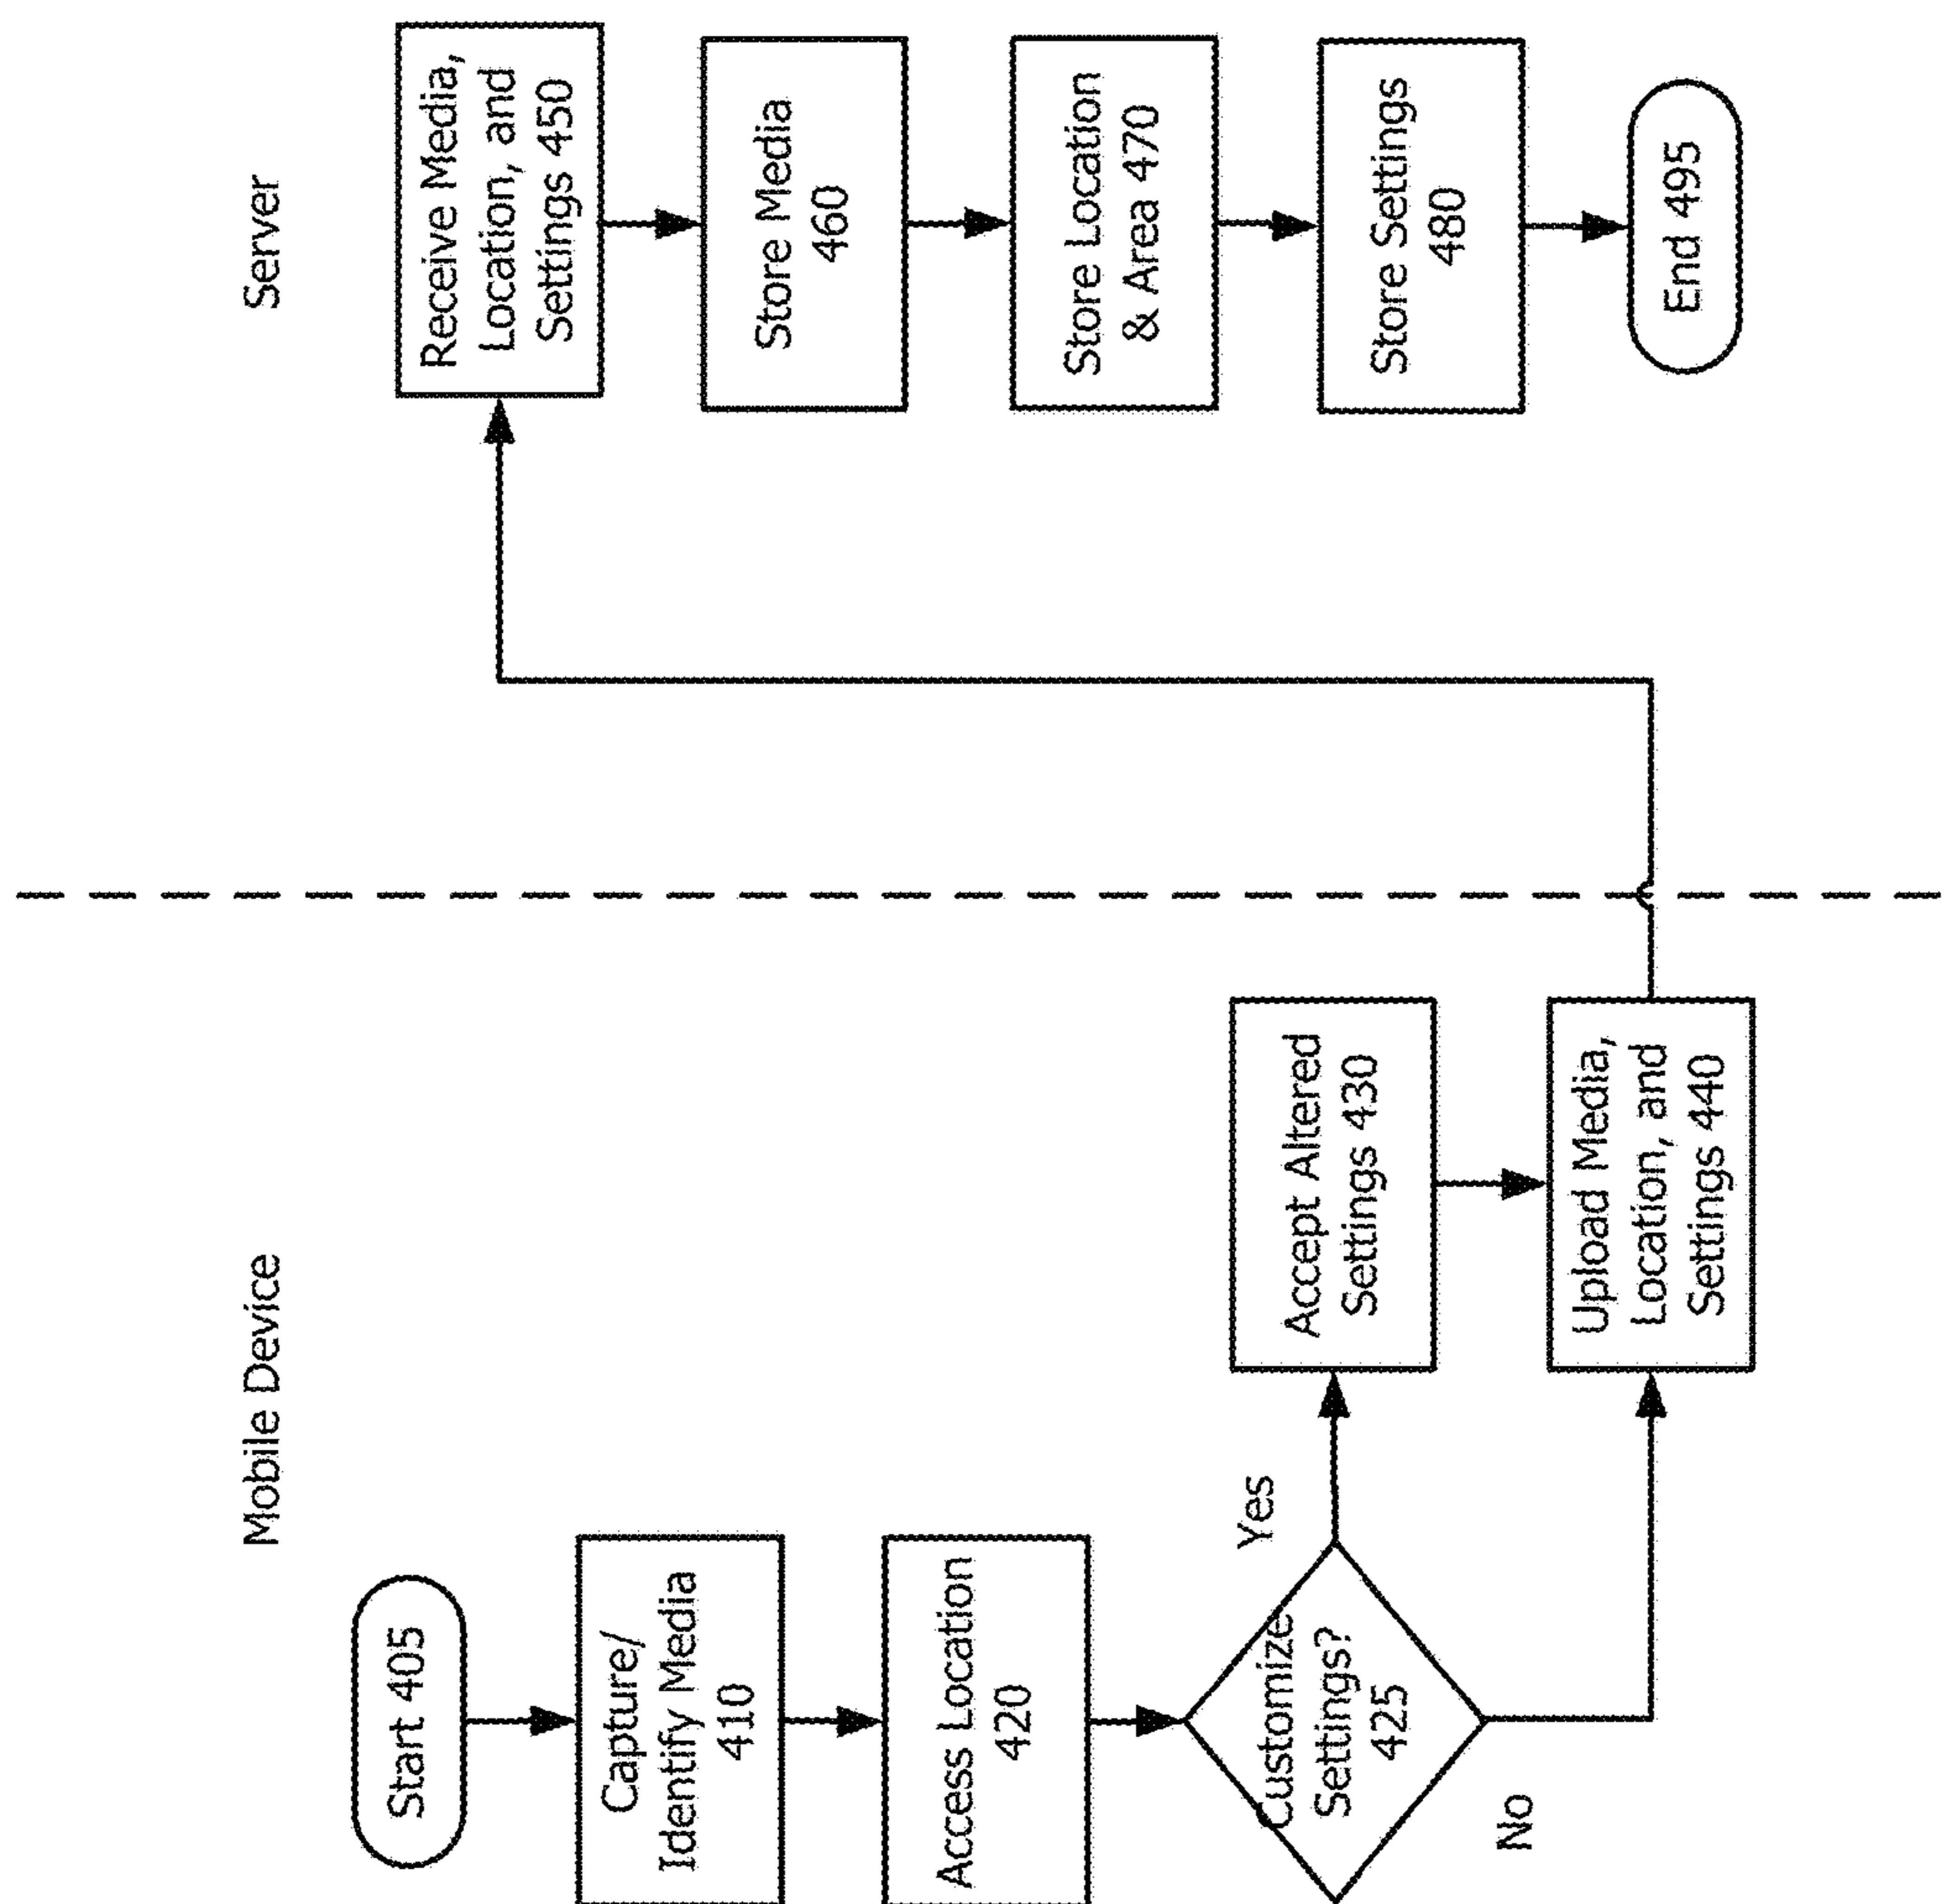 Mobile Device
Start 405
Capture/
Identify Media
410
Access Location
420
Customize
Settings?
425
Yes
No
Accept Altered
Settings 430
Upload Media,
Location, and
Settings 440
Server
Receive Media,
Location, and
Settings 450
Store Media
460
Store Location
& Area 470
Store Settings
480
End 495